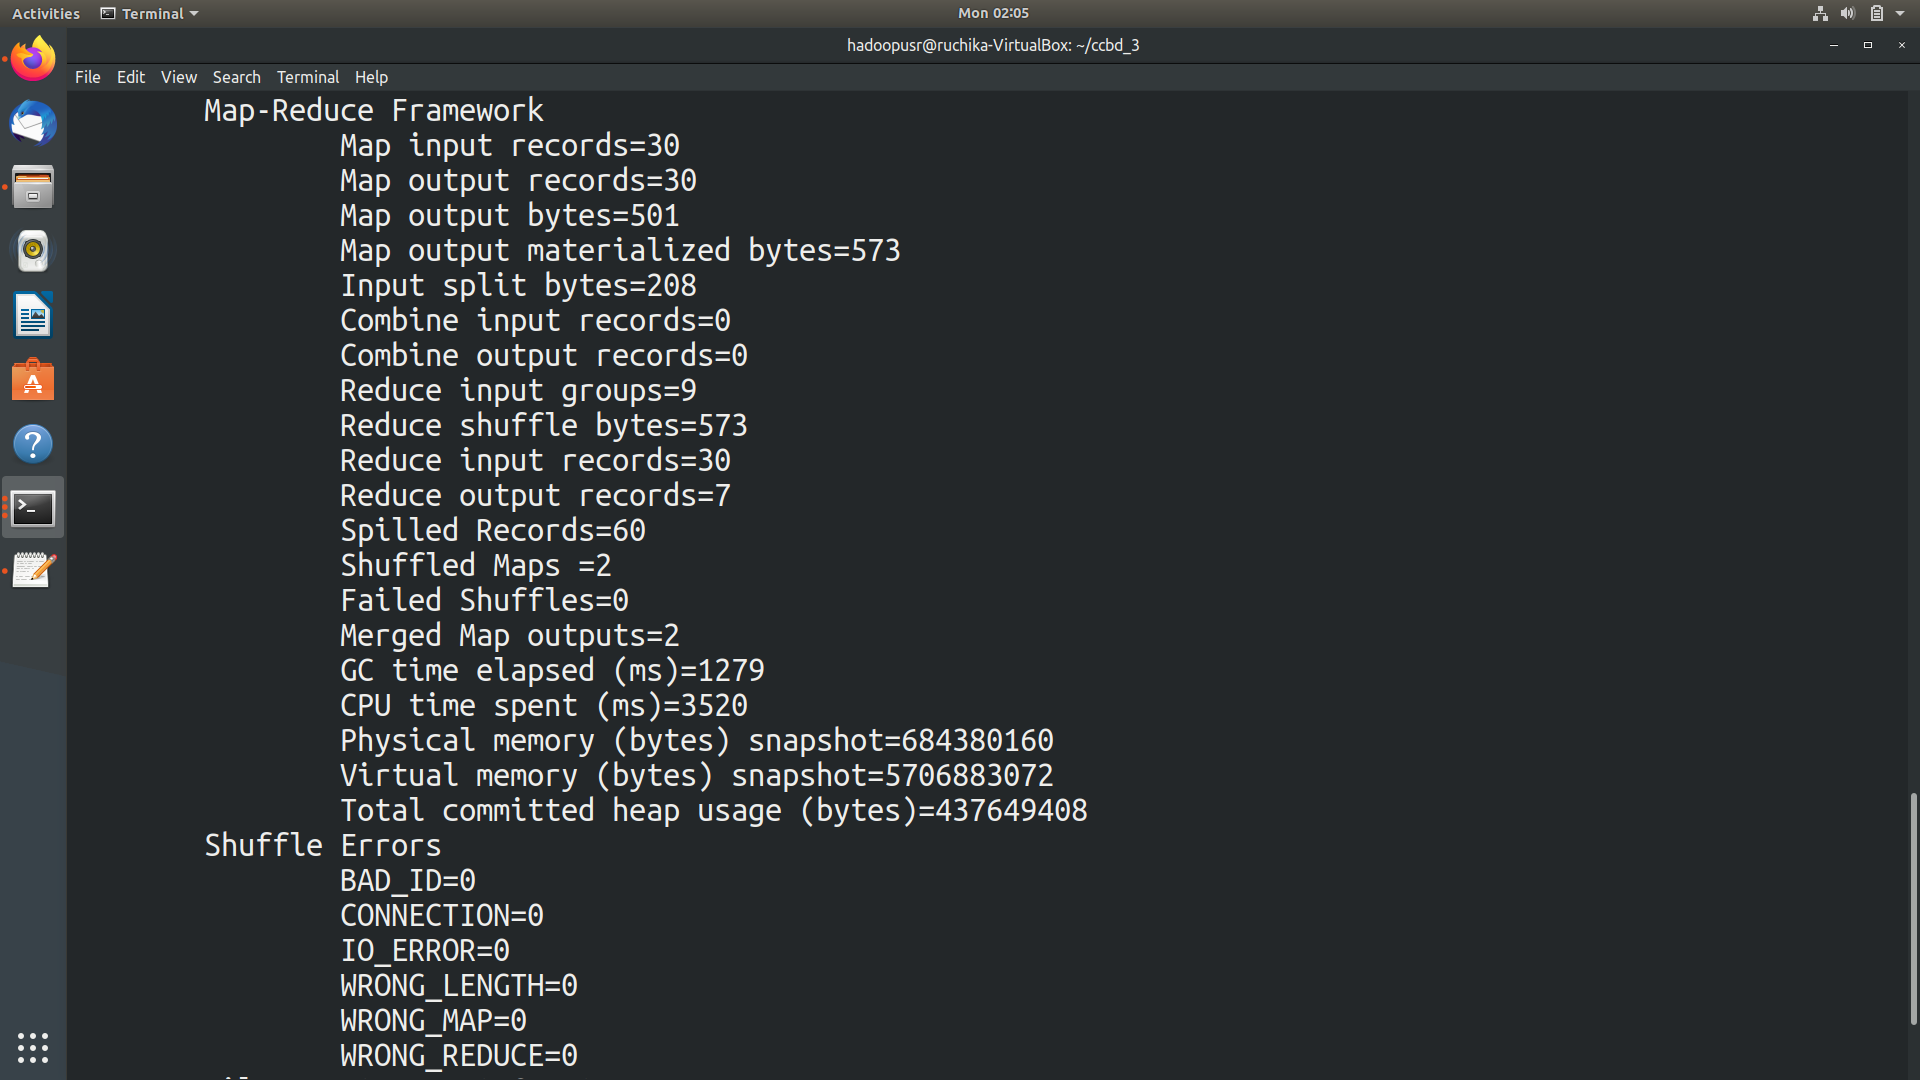 Activities Terminal Mon 02:05
hadoopusr@ruchika-VirtualBox: ~/ccbd_3
File Edit View Search Terminal Help
Map-Reduce Framework
Map input records=30
Map output records=30
Map output bytes=501
Map output materialized bytes=573
Input split bytes=208
Combine input records=0
Combine output records=0
Reduce input groups=9
Reduce shuffle bytes=573
Reduce input records=30
Reduce output records=7
Spilled Records=60
Shuffled Maps =2
Failed Shuffles=0
Merged Map outputs=2
GC time elapsed (ms)=1279
CPU time spent (ms)=3520
Physical memory (bytes) snapshot=684380160
Virtual memory (bytes) snapshot=5706883072
Total committed heap usage (bytes)=437649408
Shuffle Errors
BAD_ID=0
CONNECTION=0
IO_ERROR=0
WRONG_LENGTH=0
WRONG_MAP=0
WRONG_REDUCE=0